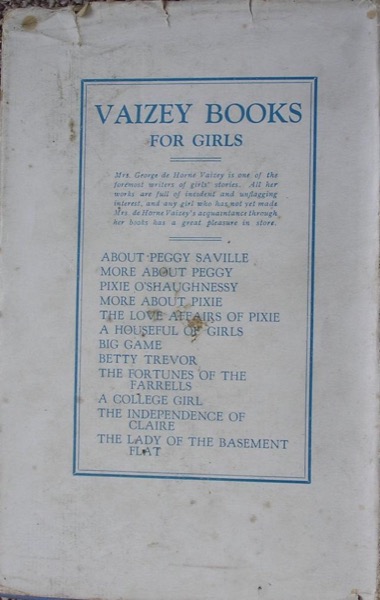 VAIZEY BOOKS
FOR GIRLS
Mrs. George de Horne Vaizey is one of the
foremost writers of girls' stories. All her
works are full of incident and unflagging
interest, and any girl who has not yet made
Mrs. de Horne Vaizey's acquaintance through
her books has a great pleasure in store.
ABOUT PEGGY SAVILLE
MORE ABOUT PEGGY
PIXIE O'SHAUGHNESSY
MORE ABOUT PIXIE
THE LOVE AFFAIRS OF PIXIE
A HOUSEFUL OF GIRLS
BIG GAME
BETTY TREVOR
THE FORTUNES OF THE
FARRELLS
A COLLEGE GIRL
THE INDEPENDENCE OF
CLAIRE
THE LADY OF THE BASEMENT
FLAT